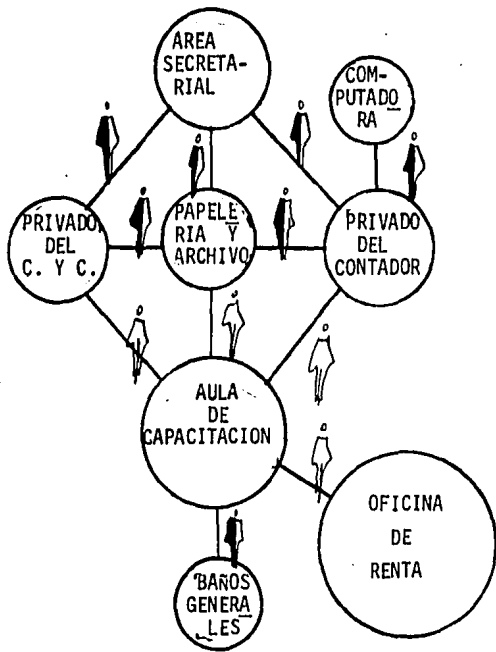 AREA
SECRETA-
RIAL
COM-
PUTADO
RA
PRIVADO
DEL
C. Y C.
PAPELE
RIA Y
ARCHIVO
PRIVADO
DEL
CONTADOR
AULA
DE
CAPACITACION
OFICINA
DE
RENTA
BAÑOS
GENERA
LES